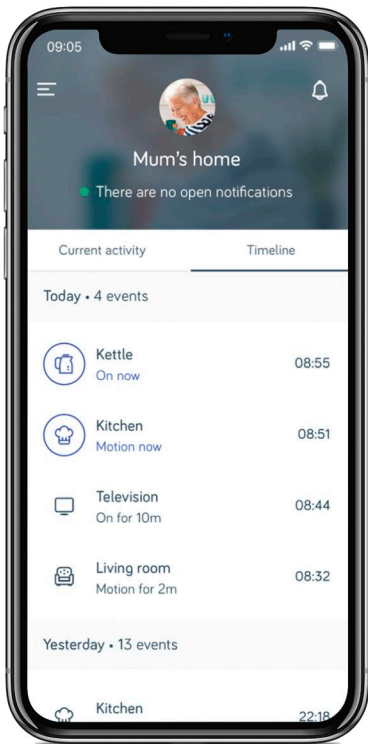 09:05
Mum's home
There are no open notifications
Current activity Timeline
Today • 4 events
Kettle 08:55
On now
Kitchen 08:51
Motion now
Television 08:44
On for 10m
Living room 08:32
Motion for 2m
Yesterday • 13 events
Kitchen 22:18